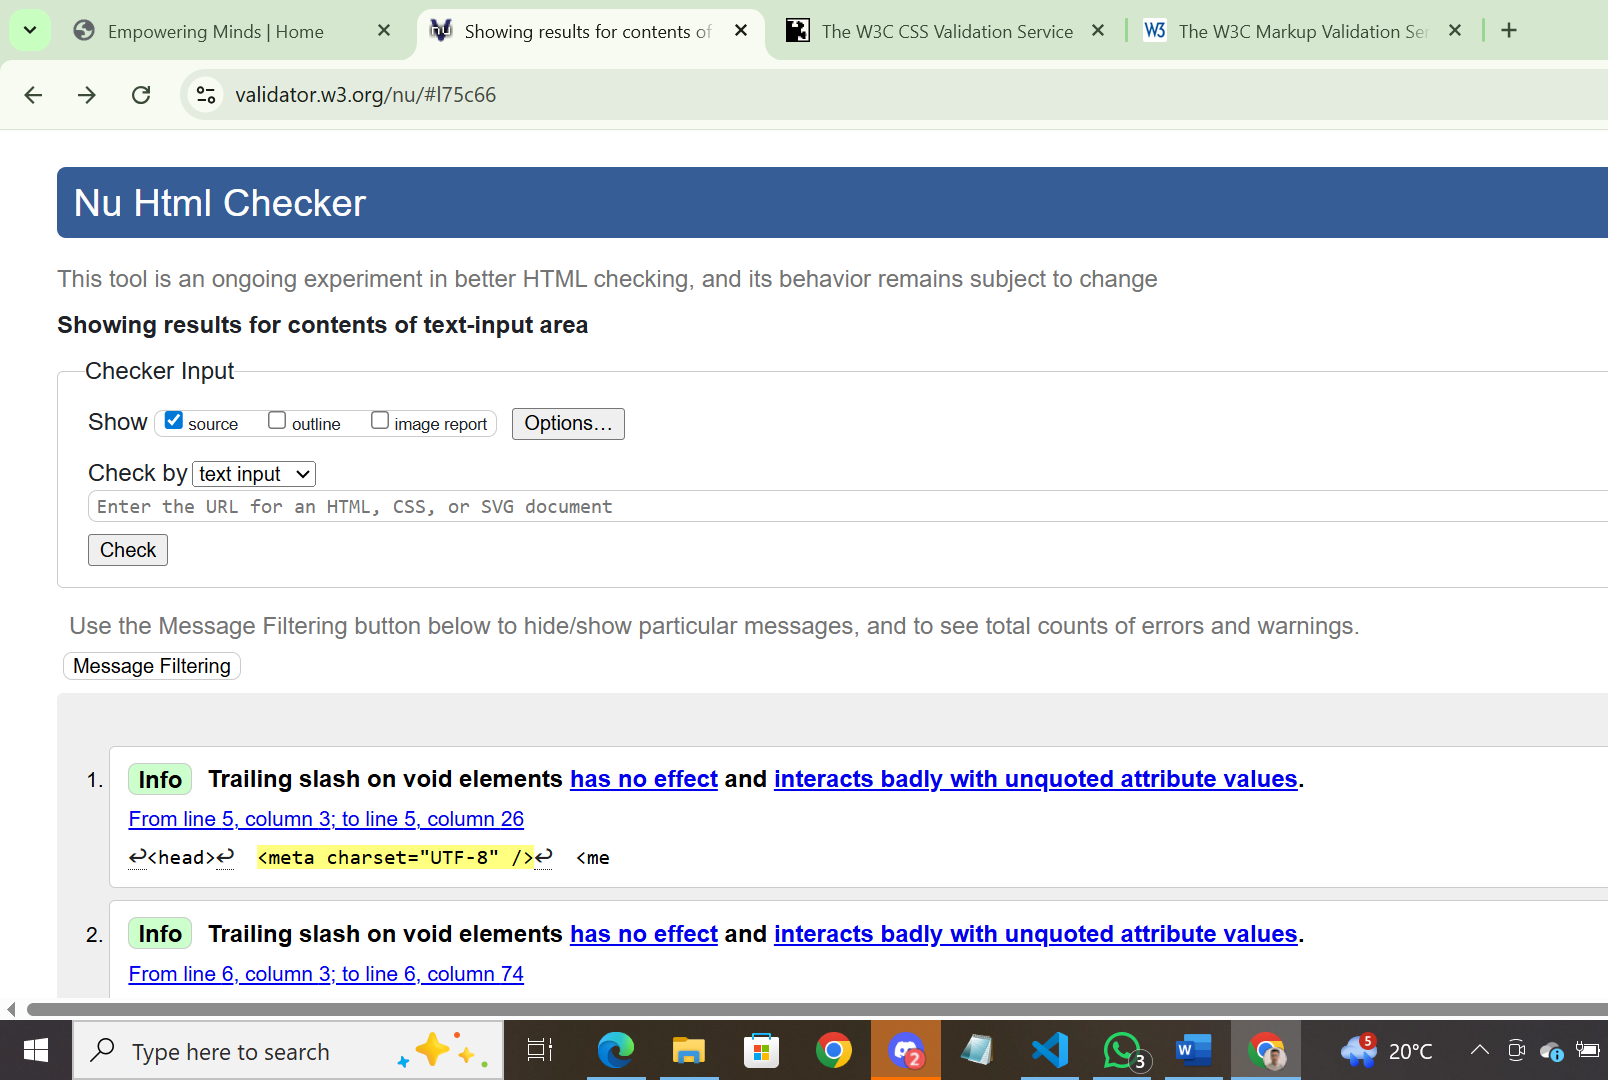 Empowering Minds | Home
Showing results for contents of
The W3C CSS Validation Service
W3 The W3C Markup Validation Ser
validator.w3.org/nu/#l75c66
Nu Html Checker
This tool is an ongoing experiment in better HTML checking, and its behavior remains subject to change
Showing results for contents of text-input area
Checker Input
Show source outline image report Options...
Check by text input
Enter the URL for an HTML, CSS, or SVG document
Check
Use the Message Filtering button below to hide/show particular messages, and to see total counts of errors and warnings.
Message Filtering
1. Info Trailing slash on void elements has no effect and interacts badly with unquoted attribute values.
From line 5, column 3; to line 5, column 26
↩<head>↩ <meta charset="UTF-8" />↩ <me
2. Info Trailing slash on void elements has no effect and interacts badly with unquoted attribute values.
From line 6, column 3; to line 6, column 74
Type here to search 2 3 W 5 20°C